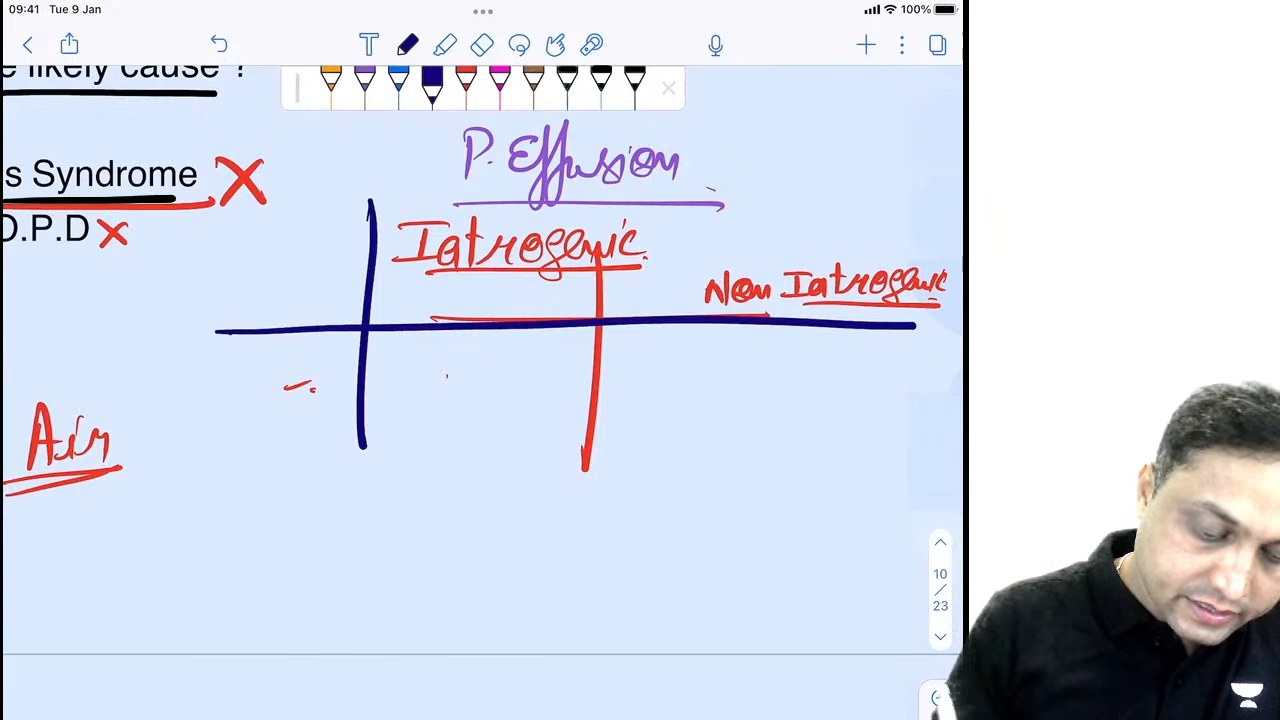 09:41 Tue 9 Jan
100%
e likely cause ?
P. Effusion
s Syndrome X
O.P.D x
Iatrogenic
Non Iatrogenic
Air
10
23